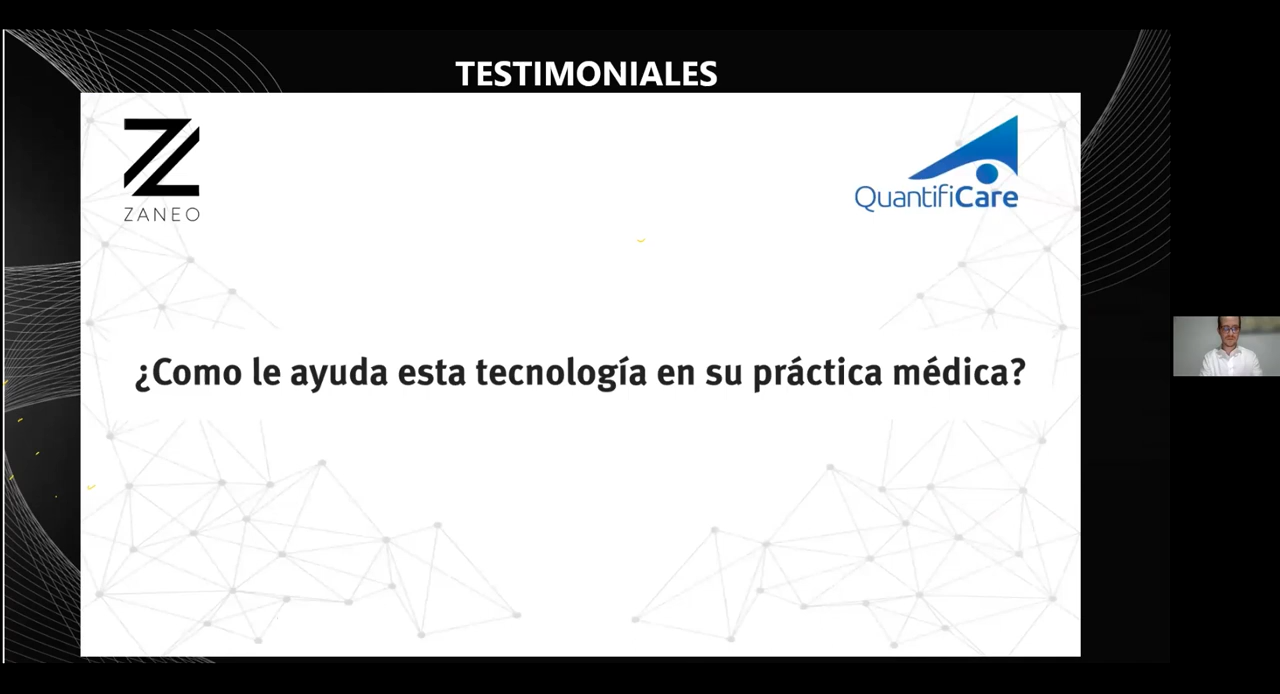 TESTIMONIALES
ZANEO
QuantifiCare
¿Como le ayuda esta tecnología en su práctica médica?